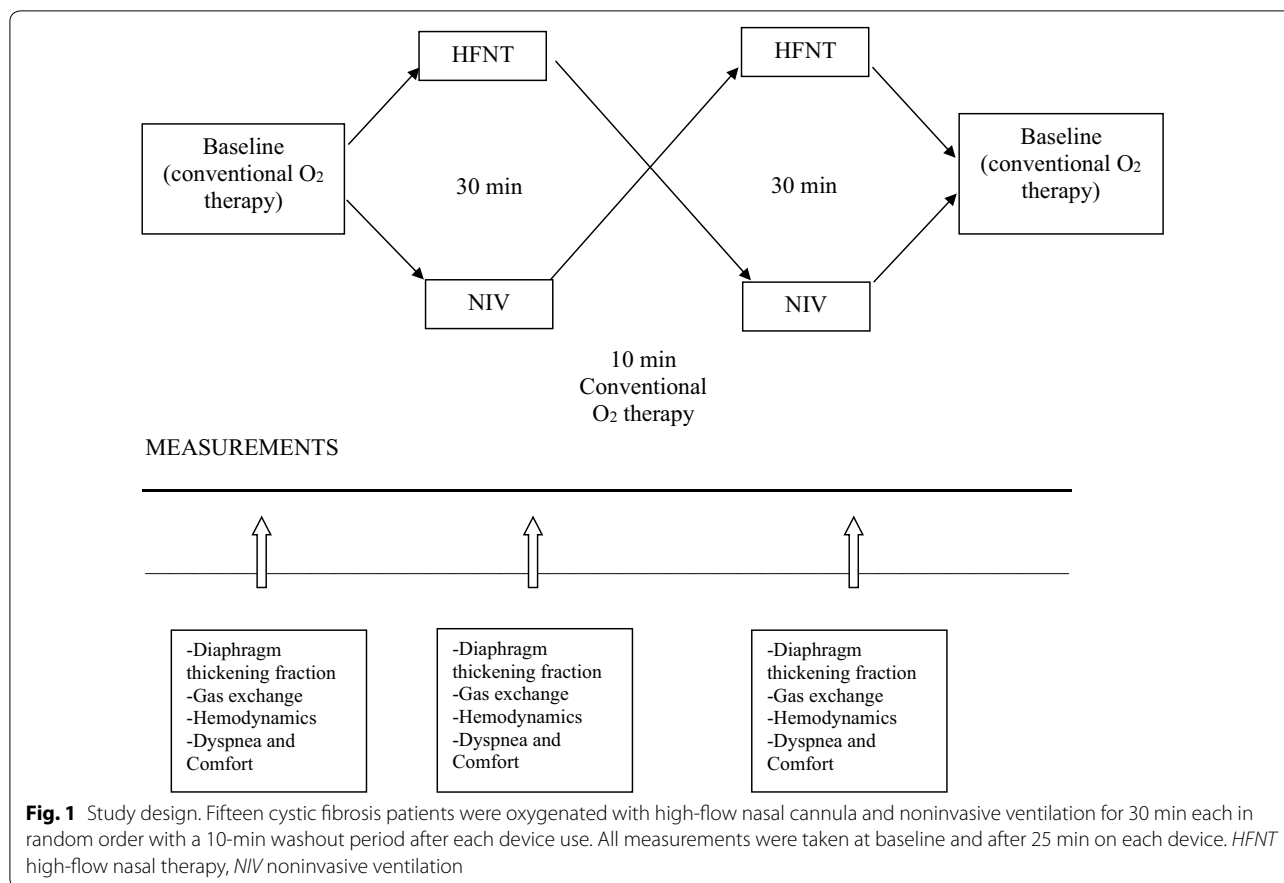 HFNT
HFNT
Baseline
(conventional O2
therapy)
30 min
30 min
Baseline
(conventional O2
therapy)
NIV
NIV
10 min
Conventional
O2 therapy
MEASUREMENTS
-Diaphragm
thickening fraction
-Gas exchange
-Hemodynamics
-Dyspnea and
Comfort
-Diaphragm
thickening fraction
-Gas exchange
-Hemodynamics
-Dyspnea and
Comfort
-Diaphragm
thickening fraction
-Gas exchange
-Hemodynamics
-Dyspnea and
Comfort
Fig. 1 Study design. Fifteen cystic fibrosis patients were oxygenated with high-flow nasal cannula and noninvasive ventilation for 30 min each in
random order with a 10-min washout period after each device use. All measurements were taken at baseline and after 25 min on each device. HFNT
high-flow nasal therapy, NIV noninvasive ventilation